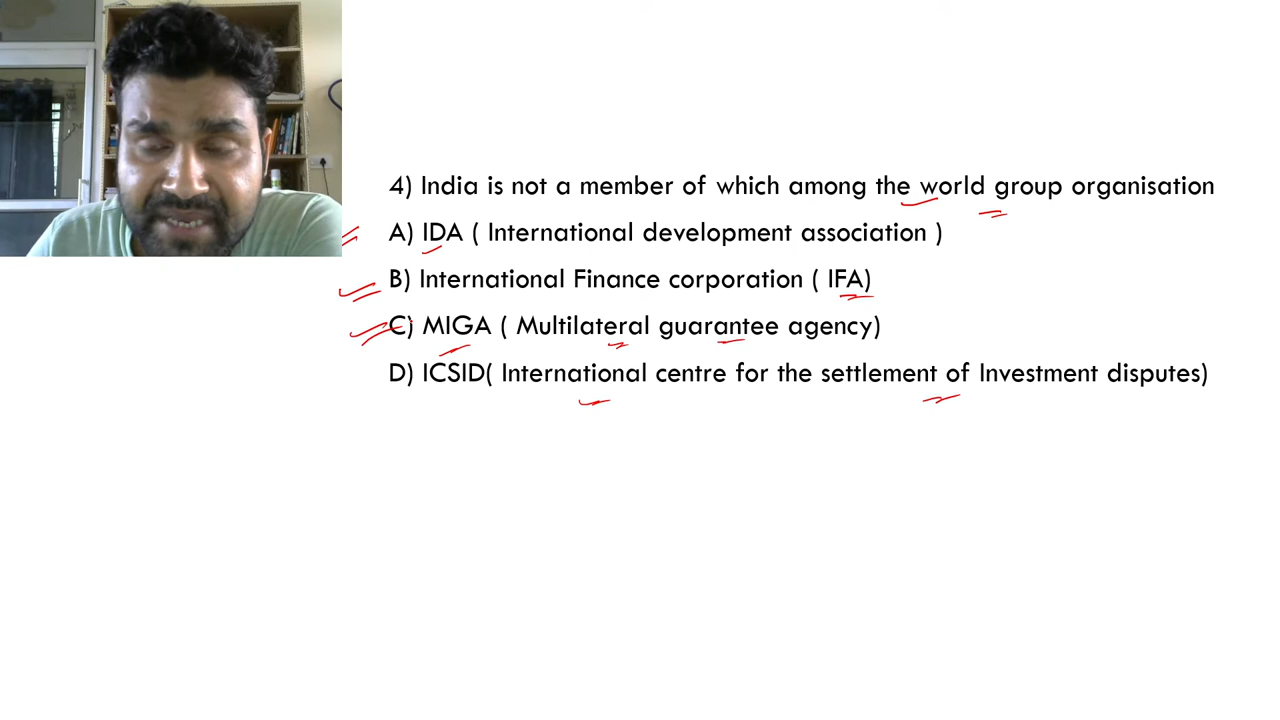 4) India is not a member of which among the world group organisation
A) IDA ( International development association )
B) International Finance corporation ( IFA)
C) MIGA ( Multilateral guarantee agency)
D) ICSID( International centre for the settlement of Investment disputes)